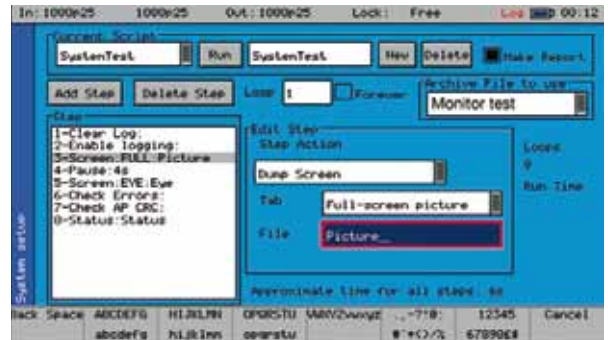 In: 1080p25 1080p25 Out: 1080p25 Lock: Free Log 00:12
Current Script
SystemTest Run SystemTest New Delete Make Report
Add Step Delete Step Loop 1 Forever
Archive File to use
Monitor test
Step
1-Clear Log:
2-Enable logging:
3-Screen:FULL:Picture
4-Pause:4s
5-Screen:EYE:Eye
6-Check Errors:
7-Check AP CRC:
8-Status:Status
Edit Step
Step Action
Dump Screen
Tab Full-screen picture
File Picture_
Loops
0
Run Time
Approximate time for all steps: 6s
System setup
Back Space ABCDEFG HIJKLMN OPQRSTU VWXYZvwxyz 12345 Cancel
abcdefg hijklmn opqrstu 67890£#